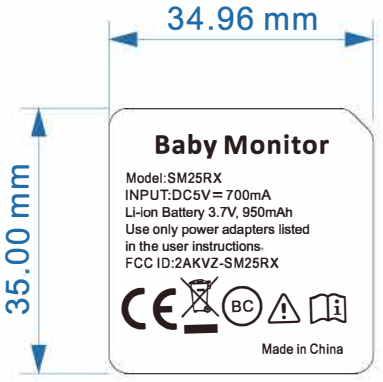 34.96 mm
35.00 mm
Baby Monitor
Model:SM25RX
INPUT:DC5V⎓700mA
Li-ion Battery 3.7V, 950mAh
Use only power adapters listed
in the user instructions.
FCC ID:2AKVZ-SM25RX
CE BC
Made in China